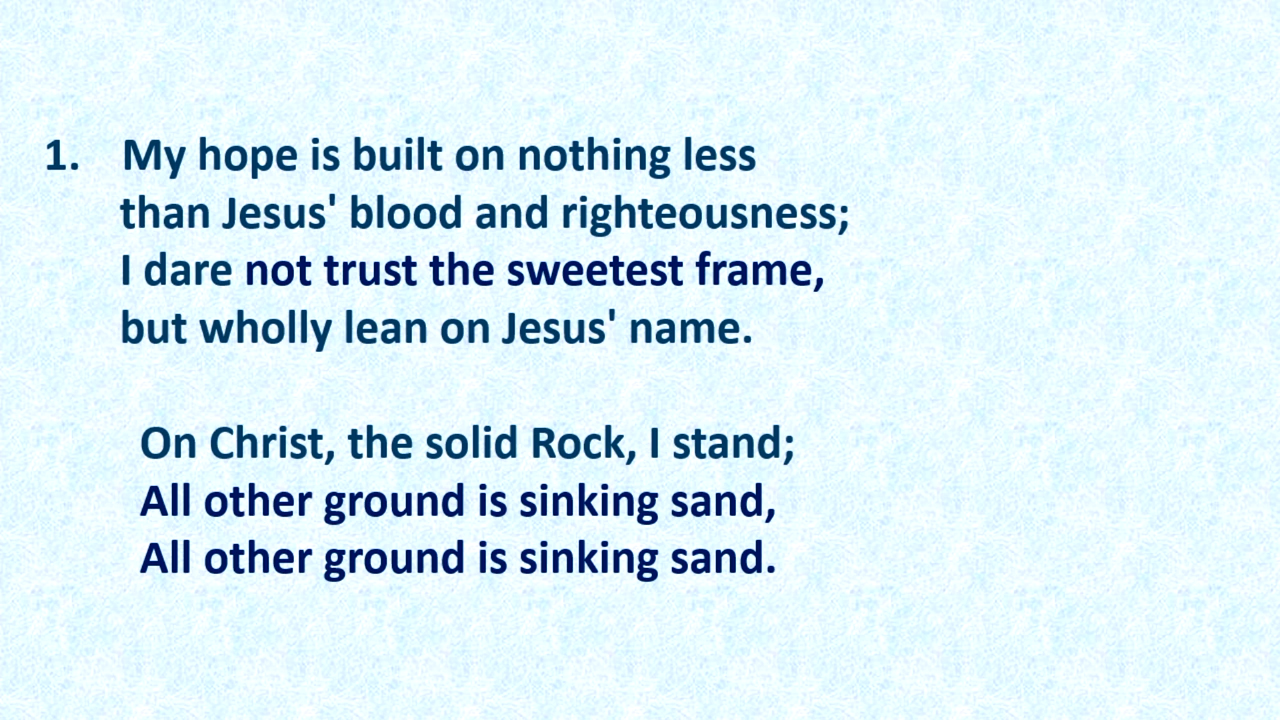 1. My hope is built on nothing less
than Jesus' blood and righteousness;
I dare not trust the sweetest frame,
but wholly lean on Jesus' name.
On Christ, the solid Rock, I stand;
All other ground is sinking sand,
All other ground is sinking sand.